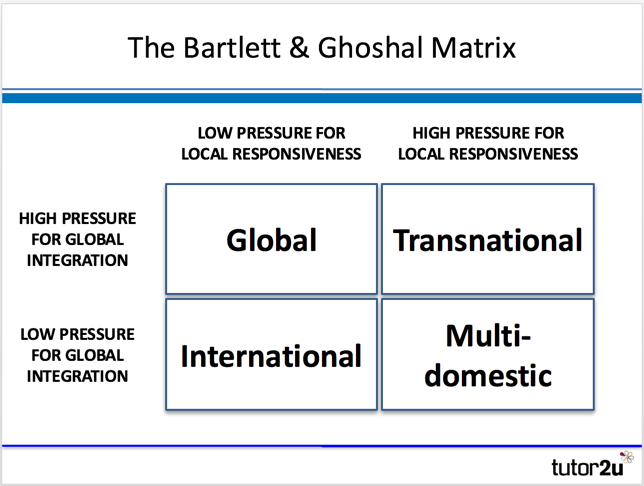 The Bartlett & Ghoshal Matrix
LOW PRESSURE FOR
LOCAL RESPONSIVENESS
HIGH PRESSURE FOR
LOCAL RESPONSIVENESS
HIGH PRESSURE
FOR GLOBAL
INTEGRATION
Global
Transnational
LOW PRESSURE
FOR GLOBAL
INTEGRATION
International
Multi-
domestic
tutor2u